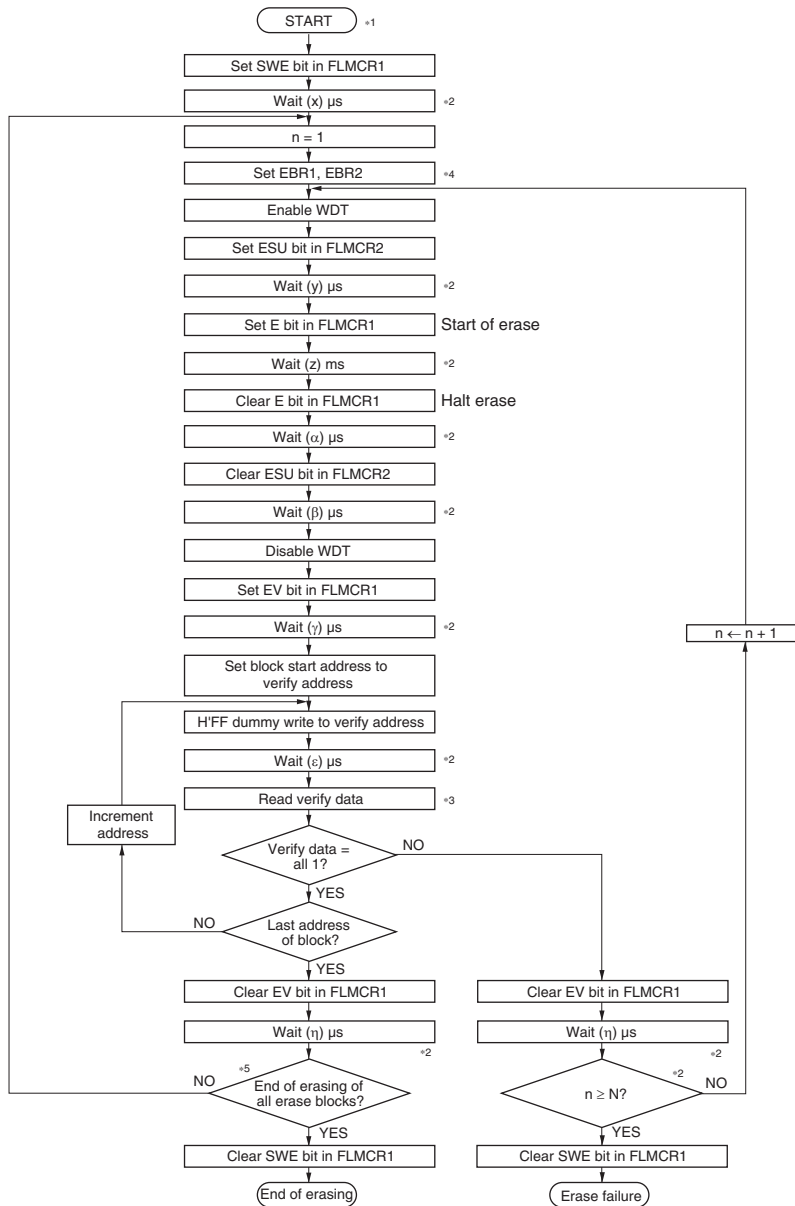 START *1
Set SWE bit in FLMCR1
Wait (x) µs *2
n = 1
Set EBR1, EBR2 *4
Enable WDT
Set ESU bit in FLMCR2
Wait (y) µs *2
Set E bit in FLMCR1 Start of erase
Wait (z) ms *2
Clear E bit in FLMCR1 Halt erase
Wait (α) µs *2
Clear ESU bit in FLMCR2
Wait (β) µs *2
Disable WDT
Set EV bit in FLMCR1
Wait (γ) µs *2
n ← n + 1
Set block start address to
verify address
H'FF dummy write to verify address
Wait (ε) µs *2
Read verify data *3
Increment
address
Verify data =
all 1?
NO
YES
Last address
of block?
NO
YES
Clear EV bit in FLMCR1
Wait (η) µs
*2
*5
End of erasing of
all erase blocks?
NO
YES
Clear SWE bit in FLMCR1
End of erasing
Clear EV bit in FLMCR1
Wait (η) µs
*2
*2
n ≥ N?
NO
YES
Clear SWE bit in FLMCR1
Erase failure